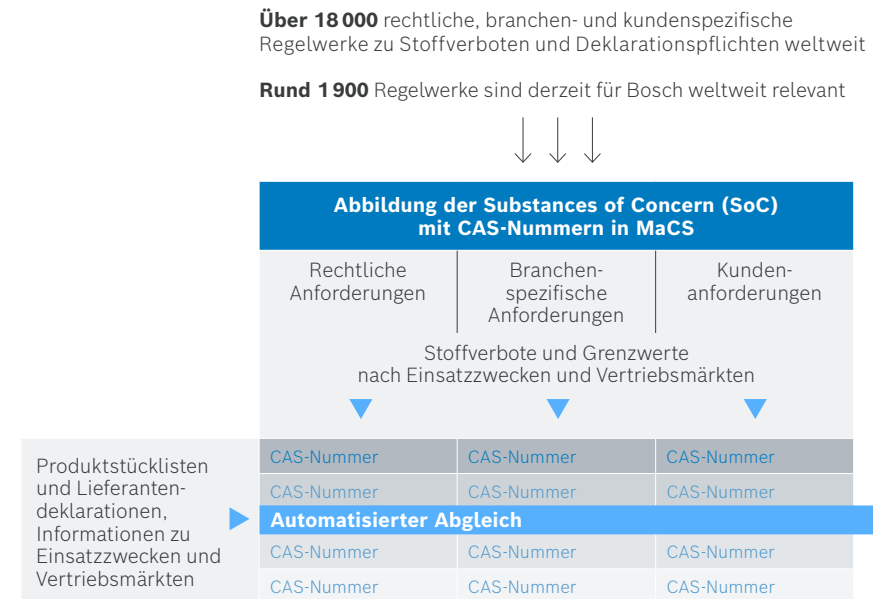 Über 18 000 rechtliche, branchen- und kundenspezifische
Regelwerke zu Stoffverboten und Deklarationspflichten weltweit
Rund 1 900 Regelwerke sind derzeit für Bosch weltweit relevant
Abbildung der Substances of Concern (SoC)
mit CAS-Nummern in MaCS
Rechtliche
Anforderungen
Branchen-
spezifische
Anforderungen
Kunden-
anforderungen
Stoffverbote und Grenzwerte
nach Einsatzzwecken und Vertriebsmärkten
Produktstücklisten
und Lieferanten-
deklarationen,
Informationen zu
Einsatzzwecken und
Vertriebsmärkten
CAS-Nummer CAS-Nummer CAS-Nummer
CAS-Nummer CAS-Nummer CAS-Nummer
Automatisierter Abgleich
CAS-Nummer CAS-Nummer CAS-Nummer
CAS-Nummer CAS-Nummer CAS-Nummer